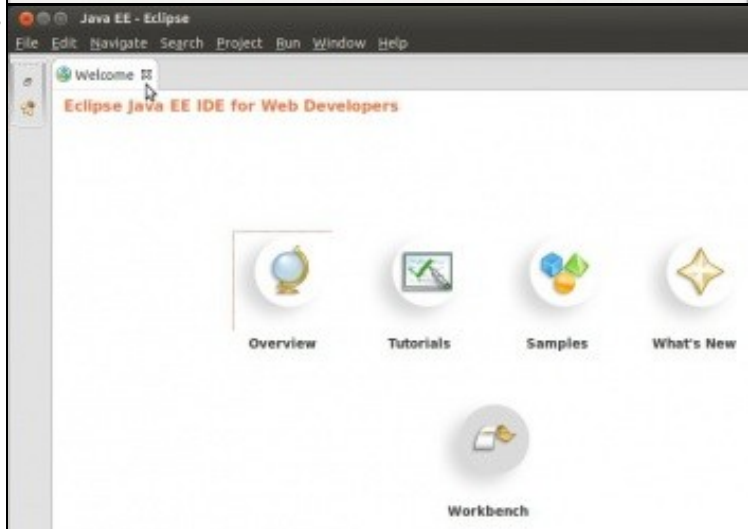 Java EE - Eclipse
File Edit Navigate Search Project Run Window Help
Welcome
Eclipse Java EE IDE for Web Developers
Overview Tutorials Samples What's New
Workbench